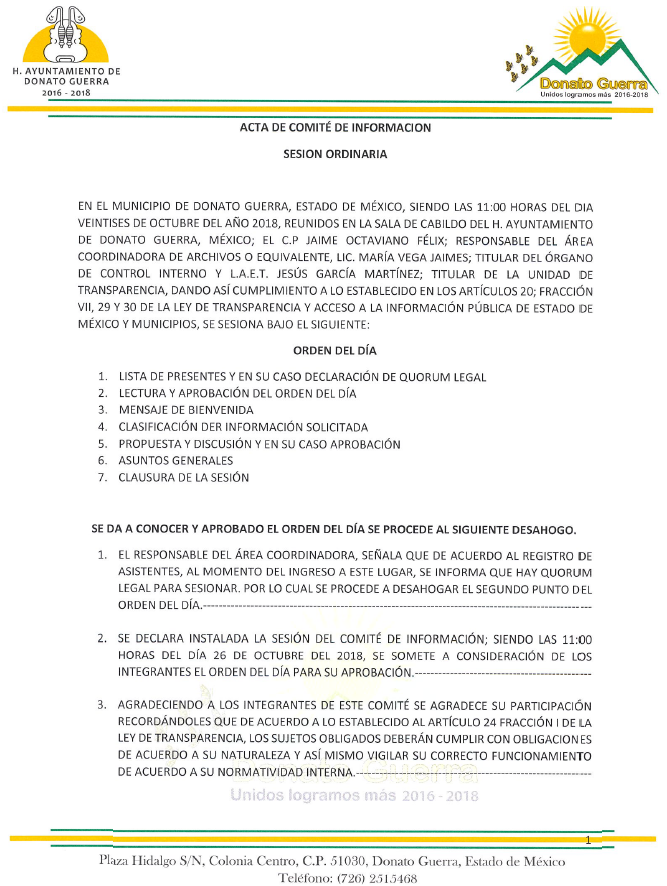 H. AYUNTAMIENTO DE
DONATO GUERRA
2016 - 2018
Donato Guerra
Unidos logramos más 2016-2018
ACTA DE COMITÉ DE INFORMACION
SESION ORDINARIA
EN EL MUNICIPIO DE DONATO GUERRA, ESTADO DE MÉXICO, SIENDO LAS 11:00 HORAS DEL DIA
VEINTISES DE OCTUBRE DEL AÑO 2018, REUNIDOS EN LA SALA DE CABILDO DEL H. AYUNTAMIENTO
DE DONATO GUERRA, MÉXICO; EL C.P JAIME OCTAVIANO FÉLIX; RESPONSABLE DEL ÁREA
COORDINADORA DE ARCHIVOS O EQUIVALENTE, LIC. MARÍA VEGA JAIMES; TITULAR DEL ÓRGANO
DE CONTROL INTERNO Y L.A.E.T. JESÚS GARCÍA MARTÍNEZ; TITULAR DE LA UNIDAD DE
TRANSPARENCIA, DANDO ASÍ CUMPLIMIENTO A LO ESTABLECIDO EN LOS ARTÍCULOS 20; FRACCIÓN
VII, 29 Y 30 DE LA LEY DE TRANSPARENCIA Y ACCESO A LA INFORMACIÓN PÚBLICA DE ESTADO DE
MÉXICO Y MUNICIPIOS, SE SESIONA BAJO EL SIGUIENTE:
ORDEN DEL DÍA
1. LISTA DE PRESENTES Y EN SU CASO DECLARACIÓN DE QUORUM LEGAL
2. LECTURA Y APROBACIÓN DEL ORDEN DEL DÍA
3. MENSAJE DE BIENVENIDA
4. CLASIFICACIÓN DER INFORMACIÓN SOLICITADA
5. PROPUESTA Y DISCUSIÓN Y EN SU CASO APROBACIÓN
6. ASUNTOS GENERALES
7. CLAUSURA DE LA SESIÓN
SE DA A CONOCER Y APROBADO EL ORDEN DEL DÍA SE PROCEDE AL SIGUIENTE DESAHOGO.
1. EL RESPONSABLE DEL ÁREA COORDINADORA, SEÑALA QUE DE ACUERDO AL REGISTRO DE
ASISTENTES, AL MOMENTO DEL INGRESO A ESTE LUGAR, SE INFORMA QUE HAY QUORUM
LEGAL PARA SESIONAR. POR LO CUAL SE PROCEDE A DESAHOGAR EL SEGUNDO PUNTO DEL
ORDEN DEL DÍA.------------------------------------------------------------------------
2. SE DECLARA INSTALADA LA SESIÓN DEL COMITÉ DE INFORMACIÓN; SIENDO LAS 11:00
HORAS DEL DÍA 26 DE OCTUBRE DEL 2018, SE SOMETE A CONSIDERACIÓN DE LOS
INTEGRANTES EL ORDEN DEL DÍA PARA SU APROBACIÓN.---------------------------------
3. AGRADECIENDO A LOS INTEGRANTES DE ESTE COMITÉ SE AGRADECE SU PARTICIPACIÓN
RECORDÁNDOLES QUE DE ACUERDO A LO ESTABLECIDO AL ARTÍCULO 24 FRACCIÓN I DE LA
LEY DE TRANSPARENCIA, LOS SUJETOS OBLIGADOS DEBERÁN CUMPLIR CON OBLIGACIONES
DE ACUERDO A SU NATURALEZA Y ASÍ MISMO VIGILAR SU CORRECTO FUNCIONAMIENTO
DE ACUERDO A SU NORMATIVIDAD INTERNA.--------------------------------------------
Donato Guerra
Unidos logramos más 2016 - 2018
1
Plaza Hidalgo S/N, Colonia Centro, C.P. 51030, Donato Guerra, Estado de México
Teléfono: (726) 2515468